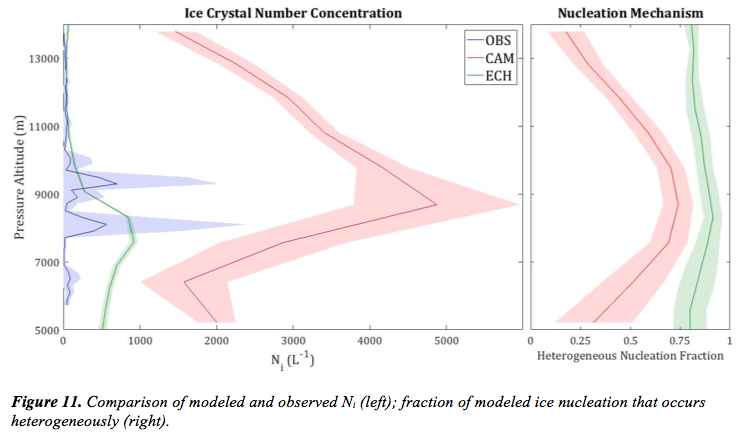 Ice Crystal Number Concentration
Nucleation Mechanism
OBS
CAM
ECH
Pressure Altitude (m)
13000
11000
9000
7000
5000
0
1000
2000
3000
4000
5000
N_i (L^-1)
0
0.25
0.5
0.75
1
Heterogeneous Nucleation Fraction
Figure 11. Comparison of modeled and observed Ni (left); fraction of modeled ice nucleation that occurs
heterogeneously (right).